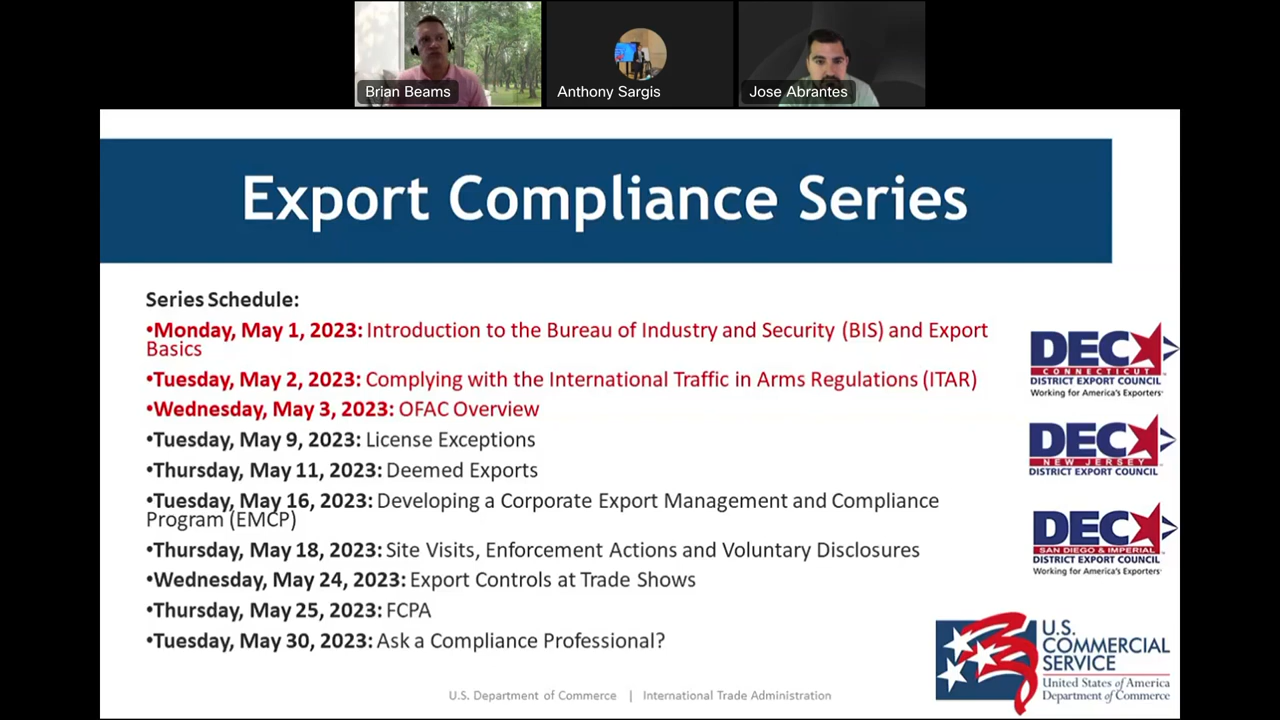 Brian Beams
Anthony Sargis
Jose Abrantes
Export Compliance Series
Series Schedule:
•Monday, May 1, 2023: Introduction to the Bureau of Industry and Security (BIS) and Export
Basics
•Tuesday, May 2, 2023: Complying with the International Traffic in Arms Regulations (ITAR)
•Wednesday, May 3, 2023: OFAC Overview
•Tuesday, May 9, 2023: License Exceptions
•Thursday, May 11, 2023: Deemed Exports
•Tuesday, May 16, 2023: Developing a Corporate Export Management and Compliance
Program (EMCP)
•Thursday, May 18, 2023: Site Visits, Enforcement Actions and Voluntary Disclosures
•Wednesday, May 24, 2023: Export Controls at Trade Shows
•Thursday, May 25, 2023: FCPA
•Tuesday, May 30, 2023: Ask a Compliance Professional?
DEC
CONNECTICUT
DISTRICT EXPORT COUNCIL
Working for America's Exporters
DEC
NEW JERSEY
DISTRICT EXPORT COUNCIL
DEC
SAN DIEGO & IMPERIAL
DISTRICT EXPORT COUNCIL
Working for America's Exporters
U.S.
COMMERCIAL
SERVICE
United States of America
Department of Commerce
U.S. Department of Commerce | International Trade Administration